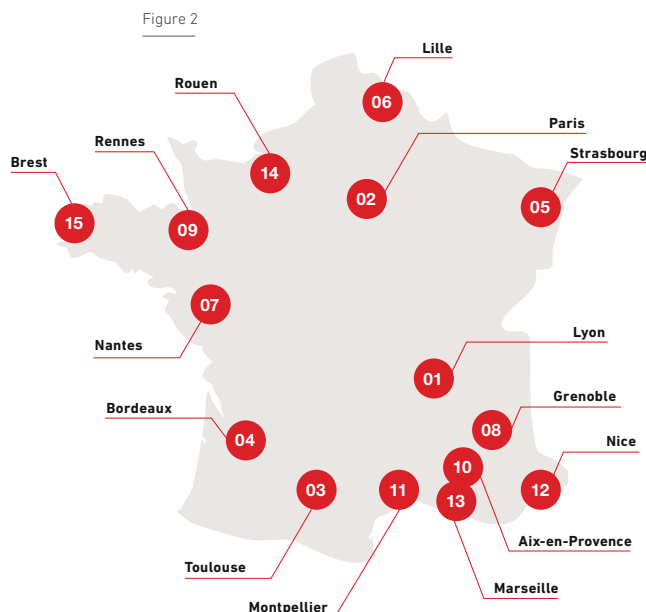 Figure 2
Lille
06
Rouen
14
Paris
02
Rennes
09
Strasbourg
05
Brest
15
07
Nantes
Lyon
01
Grenoble
08
Bordeaux
04
Nice
12
10
Aix-en-Provence
03
Toulouse
11
Montpellier
13
Marseille